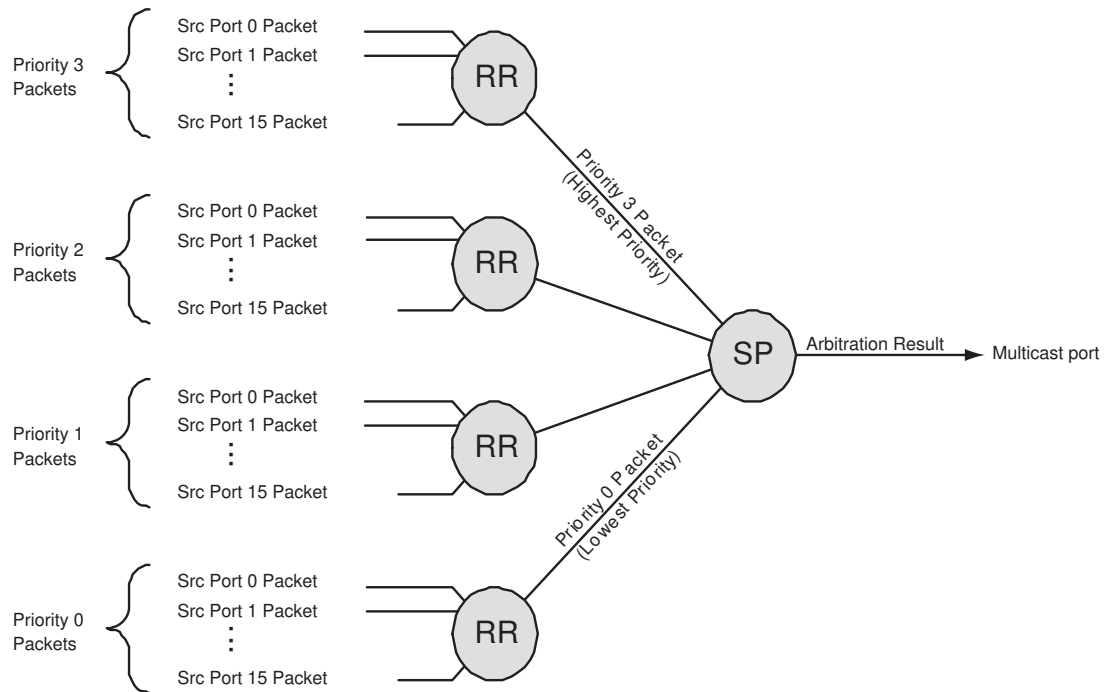 Priority 3
Packets
Src Port 0 Packet
Src Port 1 Packet
Src Port 15 Packet
RR
Priority 3 Packet
(Highest Priority)
Priority 2
Packets
Src Port 0 Packet
Src Port 1 Packet
Src Port 15 Packet
RR
SP
Arbitration Result
Multicast port
Priority 1
Packets
Src Port 0 Packet
Src Port 1 Packet
Src Port 15 Packet
RR
Priority 0 Packet
(Lowest Priority)
Priority 0
Packets
Src Port 0 Packet
Src Port 1 Packet
Src Port 15 Packet
RR